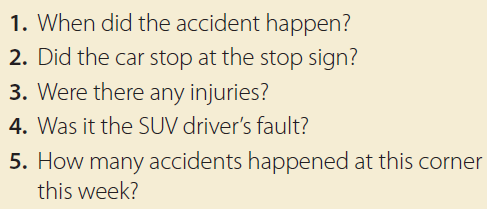 1. When did the accident happen?
2. Did the car stop at the stop sign?
3. Were there any injuries?
4. Was it the SUV driver’s fault?
5. How many accidents happened at this corner
this week?